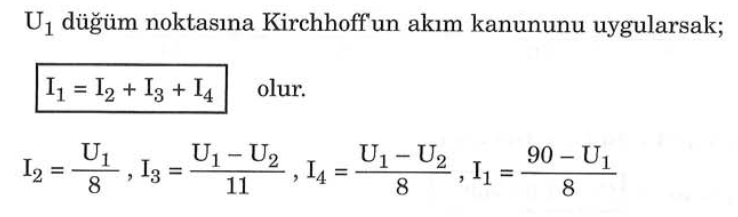 U₁ düğüm noktasına Kirchhoff'un akım kanununu uygularsak;
I₁ = I₂ + I₃ + I₄ olur.
I₂ = U₁/8 , I₃ = (U₁ – U₂)/11 , I₄ = (U₁ – U₂)/8 , I₁ = (90 – U₁)/8